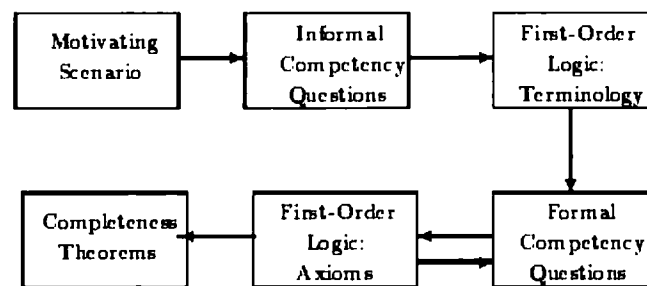 Motivating
Scenario
Informal
Competency
Questions
First-Order
Logic:
Terminology
Completeness
Theorems
First-Order
Logic:
Axioms
Formal
Competency
Questions